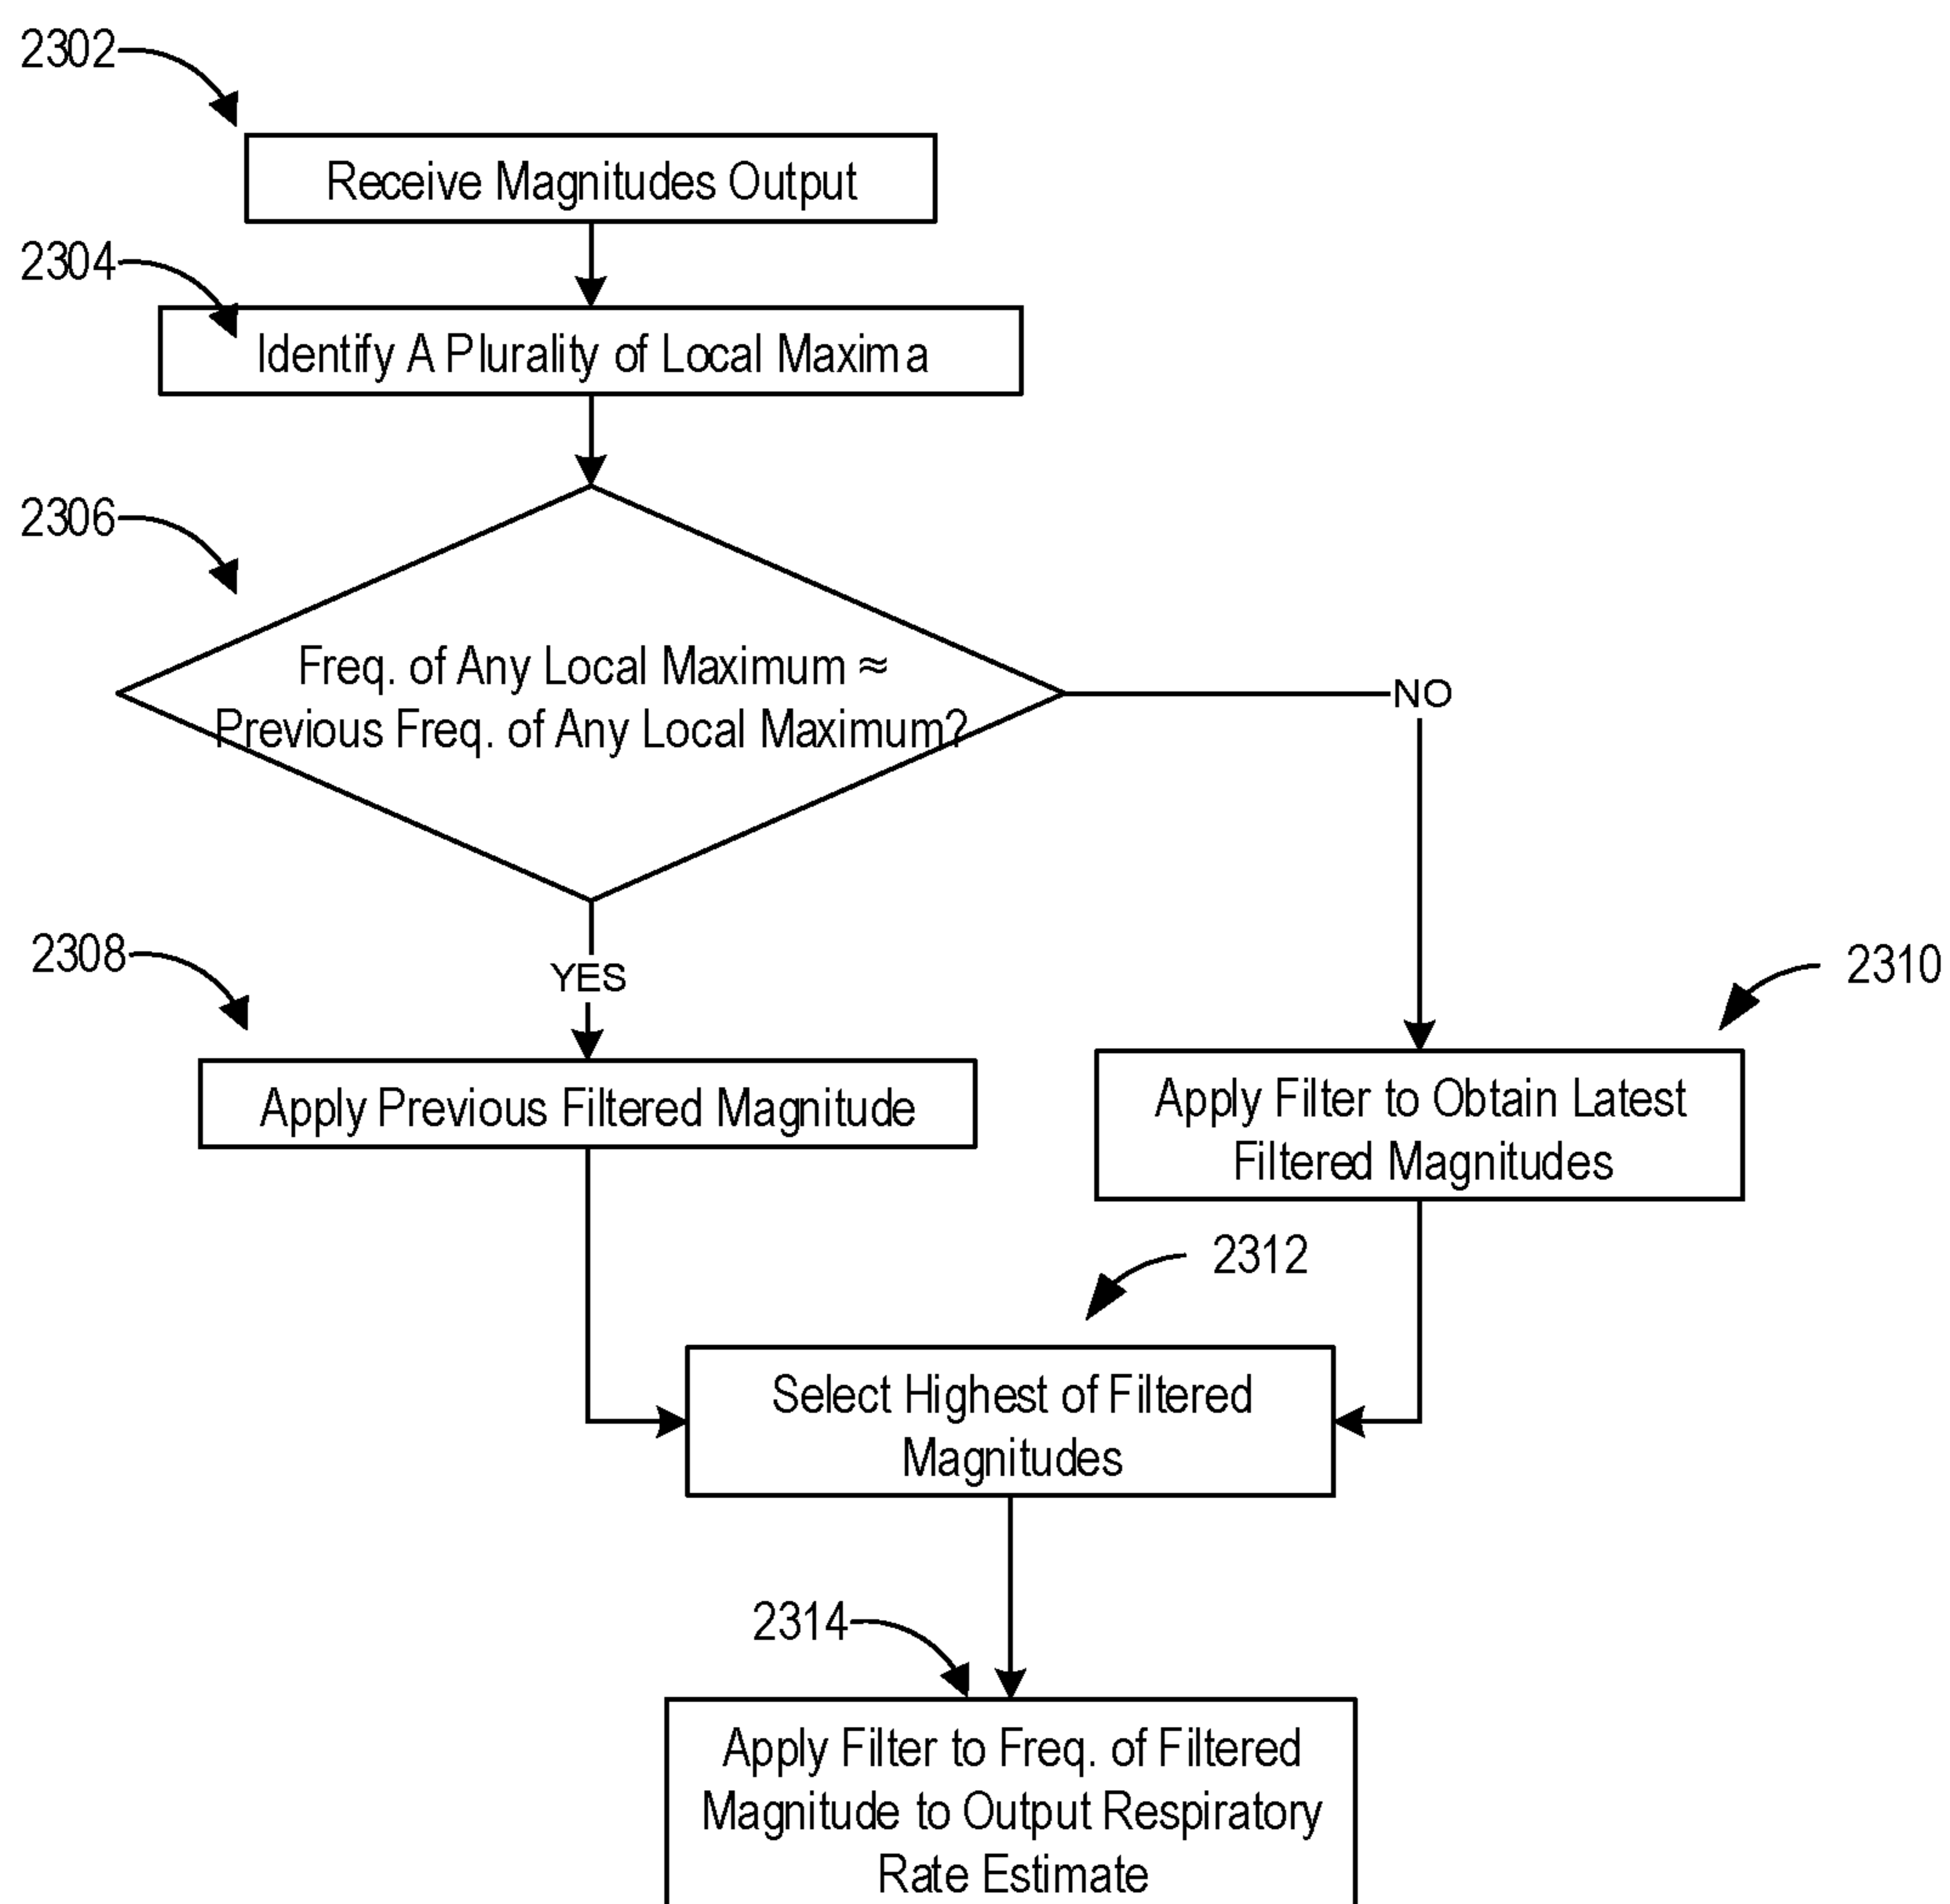 2302
Receive Magnitudes Output
2304
Identify A Plurality of Local Maxima
2306
Freq. of Any Local Maximum ≈
Previous Freq. of Any Local Maximum?
NO
YES
2308
Apply Previous Filtered Magnitude
2310
Apply Filter to Obtain Latest
Filtered Magnitudes
2312
Select Highest of Filtered
Magnitudes
2314
Apply Filter to Freq. of Filtered
Magnitude to Output Respiratory
Rate Estimate